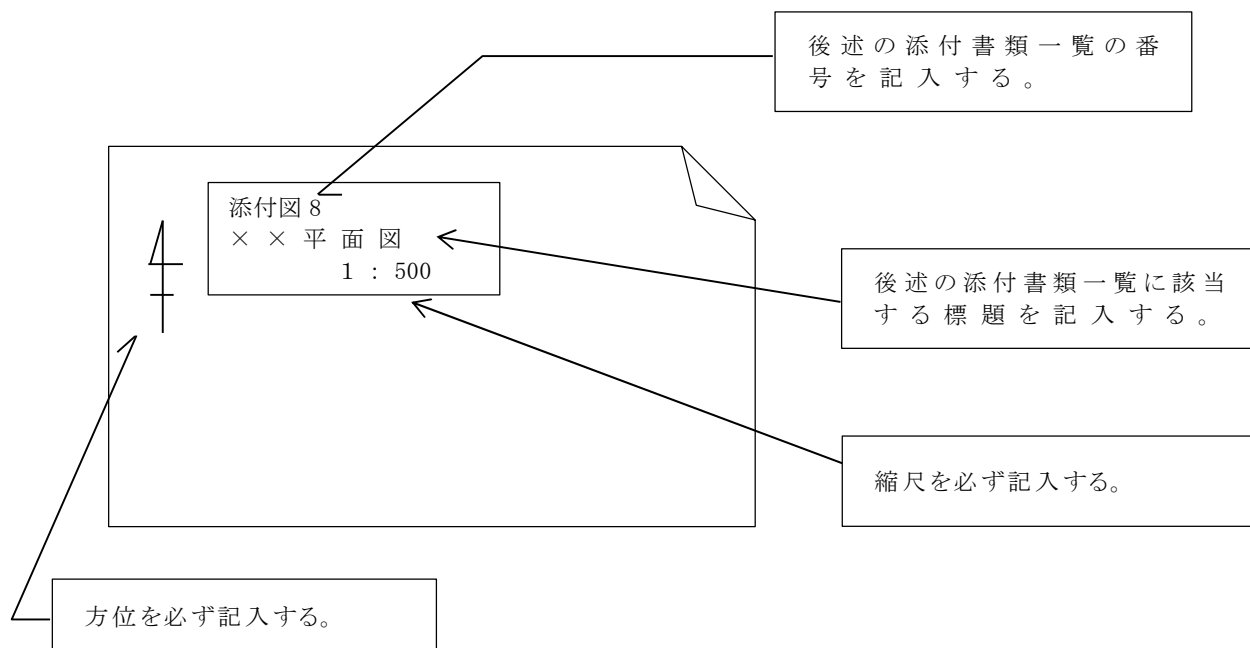 後述の添付書類一覧の番
号を記入する。
添付図8
××平面図
1：500
後述の添付書類一覧に該当
する標題を記入する。
縮尺を必ず記入する。
方位を必ず記入する。